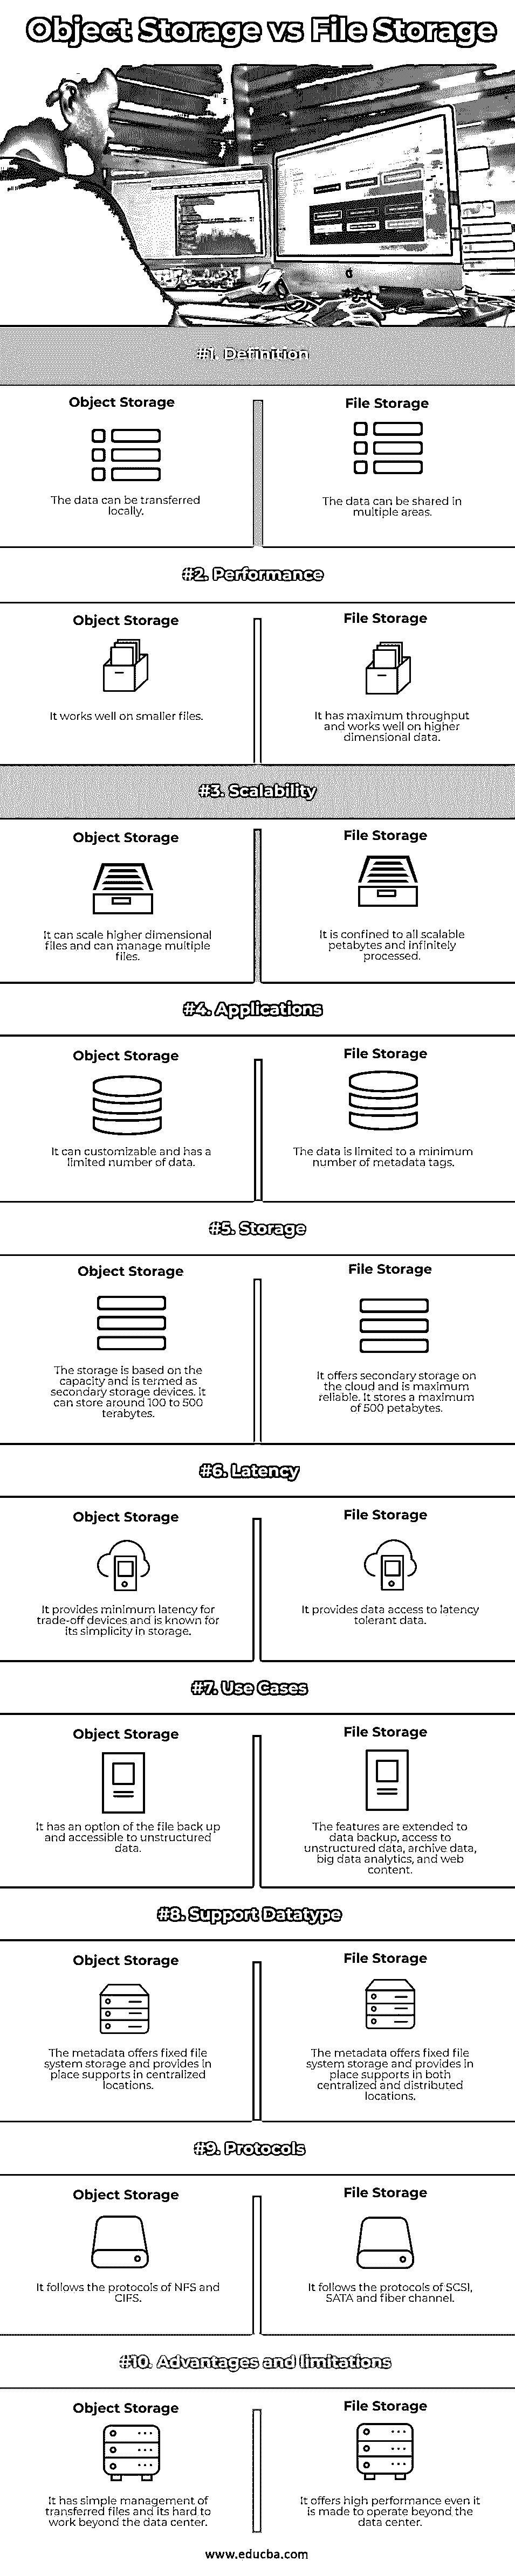 Object Storage vs File Storage
#1. Definition
Object Storage
The data can be transferred
locally.
File Storage
The data can be shared in
multiple areas.
#2. Performance
Object Storage
It works well on smaller files.
File Storage
It has maximum throughput
and works well on higher
dimensional data.
#3. Scalability
Object Storage
It can scale higher dimensional
files and can manage multiple
files.
File Storage
It is confined to all scalable
petabytes and infinitely
processed.
#4. Applications
Object Storage
It can customizable and has a
limited number of data.
File Storage
The data is limited to a minimum
number of metadata tags.
#5. Storage
Object Storage
The storage is based on the
capacity and is termed as
secondary storage devices. It
can store around 100 to 500
terabytes.
File Storage
It offers secondary storage on
the cloud and is maximum
reliable. It stores a maximum
of 500 petabytes.
#6. Latency
Object Storage
It provides minimum latency for
trade-off devices and is known for
its simplicity in storage.
File Storage
It provides data access to latency
tolerant data.
#7. Use Cases
Object Storage
It has an option of the file back up
and accessible to unstructured
data.
File Storage
The features are extended to
data backup, access to
unstructured data, archive data,
big data analytics, and web
content.
#8. Support Datatype
Object Storage
The metadata offers fixed file
system storage and provides in
place supports in centralized
locations.
File Storage
The metadata offers fixed file
system storage and provides in
place supports in both
centralized and distributed
locations.
#9. Protocols
Object Storage
It follows the protocols of NFS and
CIFS.
File Storage
It follows the protocols of SCSI,
SATA and fiber channel.
#10. Advantages and limitations
Object Storage
It has simple management of
transferred files and its hard to
work beyond the data center.
File Storage
It offers high performance even it
is made to operate beyond the
data center.
www.educba.com